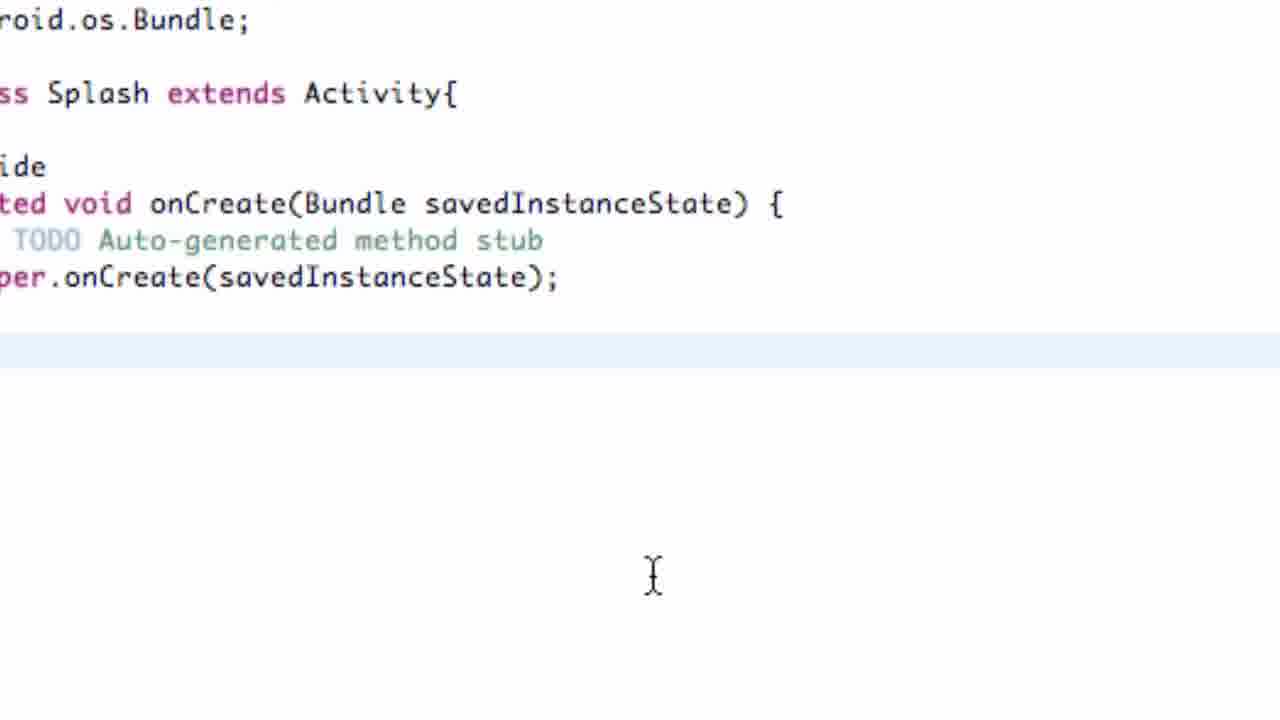 roid.os.Bundle;
ss Splash extends Activity{
ide
ted void onCreate(Bundle savedInstanceState) {
TODO Auto-generated method stub
per.onCreate(savedInstanceState);